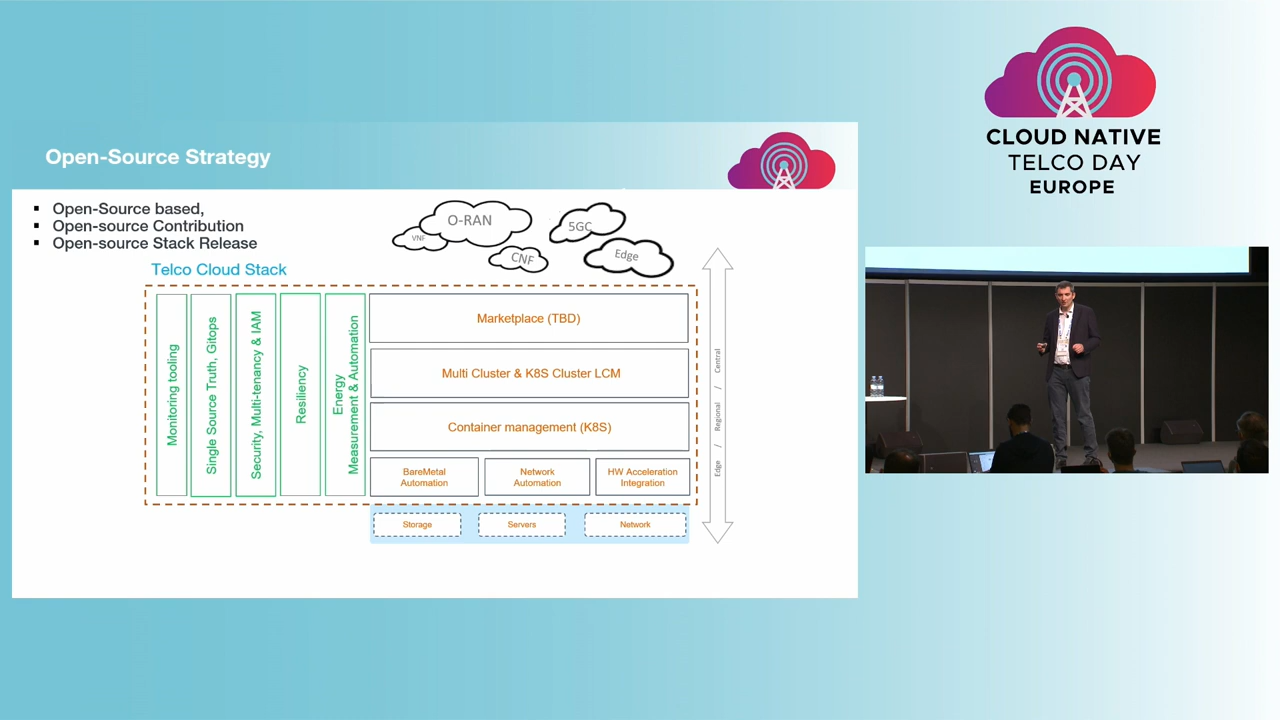 Open-Source Strategy
Open-Source based,
Open-source Contribution
Open-source Stack Release
O-RAN
VNF
CNF
5GC
Edge
Telco Cloud Stack
Monitoring tooling
Single Source Truth, Gitops
Security, Multi-tenancy & IAM
Resiliency
Energy
Measurement & Automation
Marketplace (TBD)
Multi Cluster & K8S Cluster LCM
Container management (K8S)
BareMetal
Automation
Network
Automation
HW Acceleration
Integration
Storage
Servers
Network
Edge / Regional / Central
CLOUD NATIVE
TELCO DAY
EUROPE